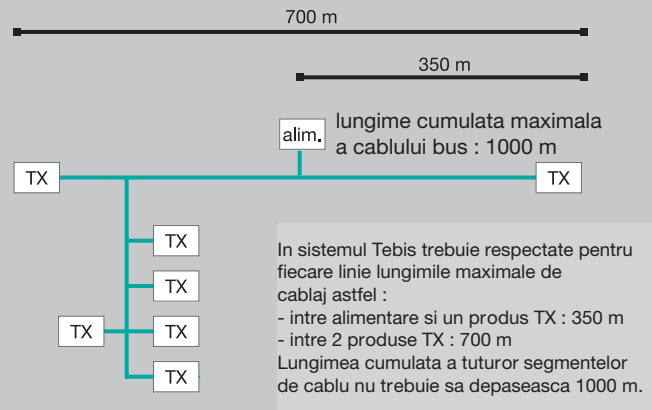 700 m
350 m
alim.
lungime cumulata maximala
a cablului bus : 1000 m
TX
TX
TX
TX
TX
TX
TX
In sistemul Tebis trebuie respectate pentru
fiecare linie lungimile maximale de
cablaj astfel :
- intre alimentare si un produs TX : 350 m
- intre 2 produse TX : 700 m
Lungimea cumulata a tuturor segmentelor
de cablu nu trebuie sa depaseasca 1000 m.